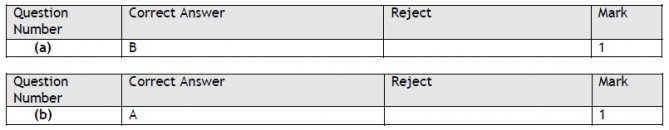 Question Number Correct Answer Reject Mark
(a) B 1
Question Number Correct Answer Reject Mark
(b) A 1